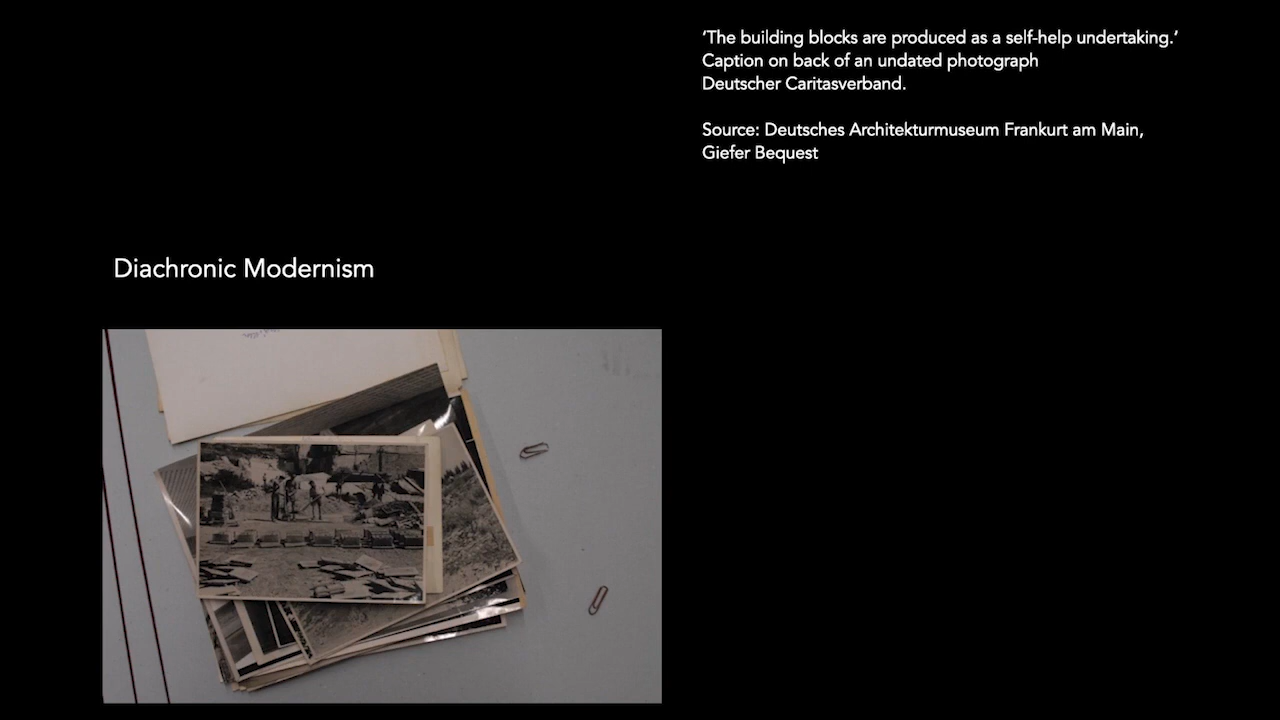 ‘The building blocks are produced as a self-help undertaking.’
Caption on back of an undated photograph
Deutscher Caritasverband.
Source: Deutsches Architekturmuseum Frankurt am Main,
Giefer Bequest
Diachronic Modernism